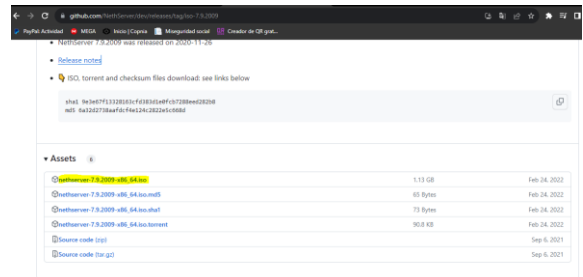 github.com/NethServer/dev/releases/tag/iso-7.9.2009
PayPal Actividad MEGA Inicio | Copnia Miseguridad social Creador de QR grat...
NethServer 7.9.2009 was released on 2020-11-26
Release notes
ISO, torrent and checksum files download: see links below
sha1
md5
Assets 6
nethserver-7.9.2009-x86_64.iso 1.13 GB Feb 24, 2022
nethserver-7.9.2009-x86_64.iso.md5 65 Bytes Feb 24, 2022
nethserver-7.9.2009-x86_64.iso.sha1 73 Bytes Feb 24, 2022
nethserver-7.9.2009-x86_64.iso.torrent 90.8 KB Feb 24, 2022
Source code (zip) Sep 6, 2021
Source code (tar.gz) Sep 6, 2021